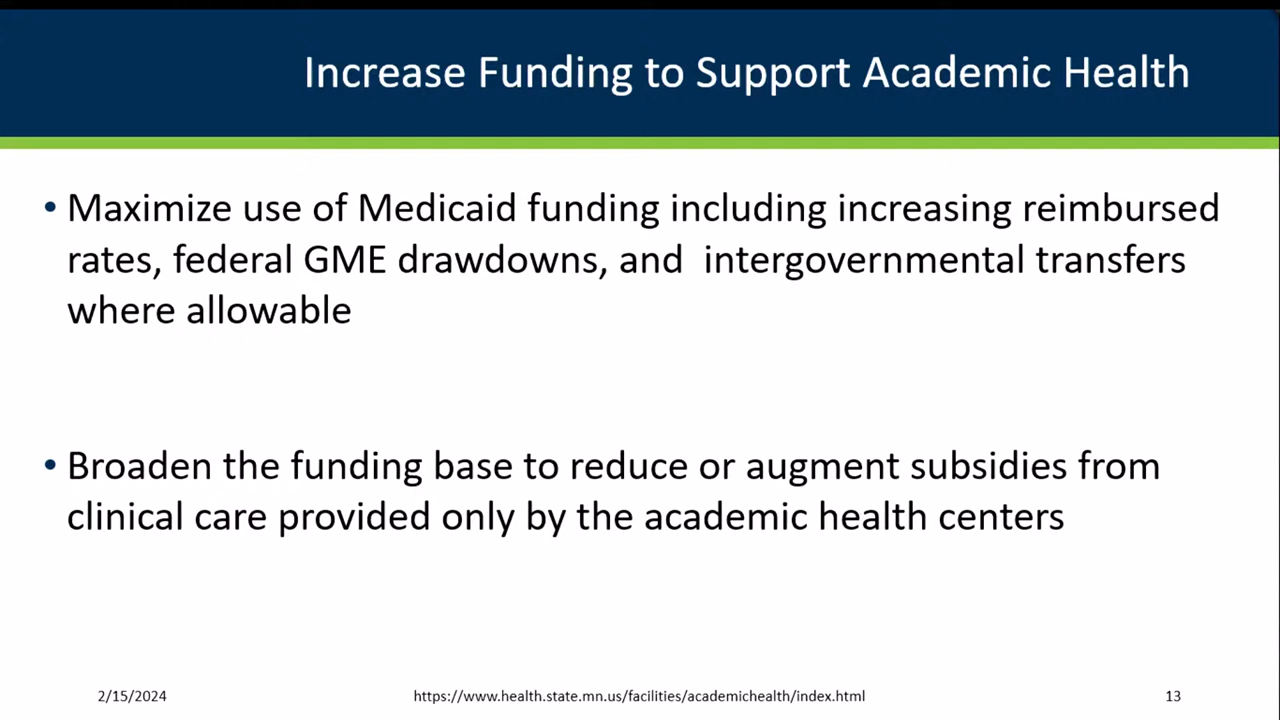 Increase Funding to Support Academic Health
• Maximize use of Medicaid funding including increasing reimbursed
rates, federal GME drawdowns, and  intergovernmental transfers
where allowable
• Broaden the funding base to reduce or augment subsidies from
clinical care provided only by the academic health centers
2/15/2024
https://www.health.state.mn.us/facilities/academichealth/index.html
13